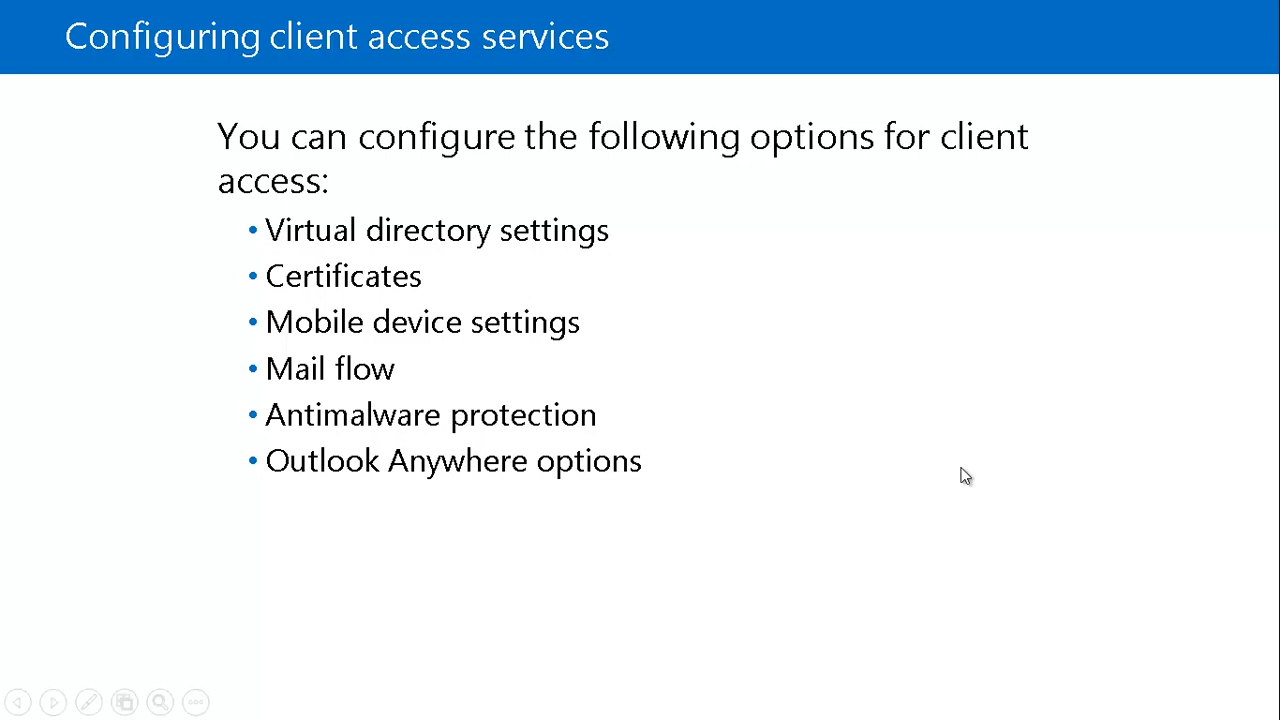 Configuring client access services
You can configure the following options for client
access:
• Virtual directory settings
• Certificates
• Mobile device settings
• Mail flow
• Antimalware protection
• Outlook Anywhere options